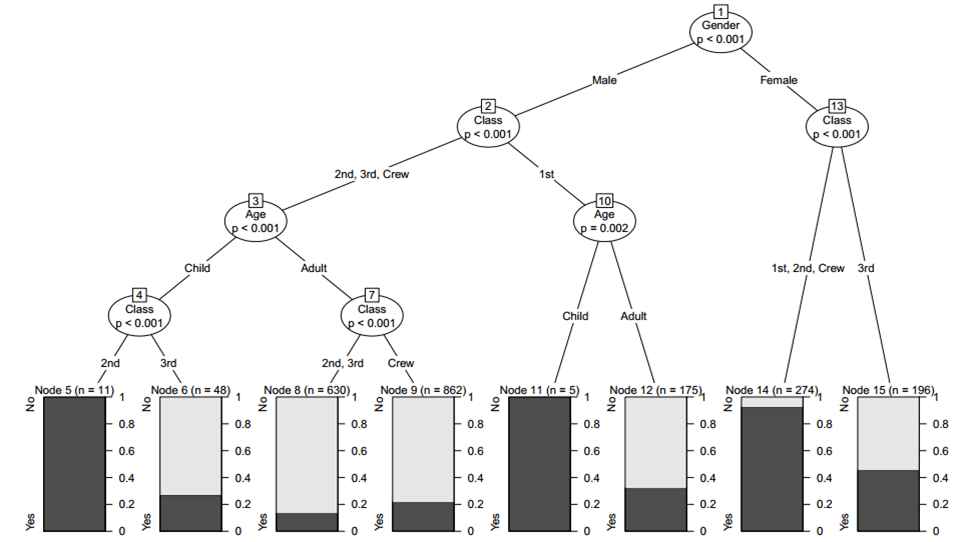 1
Gender
p < 0.001
Male
Female
2
Class
p < 0.001
13
Class
p < 0.001
2nd, 3rd, Crew
1st
3
Age
p < 0.001
10
Age
p = 0.002
Child
Adult
1st, 2nd, Crew
3rd
4
Class
p < 0.001
7
Class
p < 0.001
Child
Adult
2nd
3rd
2nd, 3rd
Crew
Node 5 (n = 11)
No
Yes
1
0.8
0.6
0.4
0.2
0
Node 6 (n = 48)
No
Yes
1
0.8
0.6
0.4
0.2
0
Node 8 (n = 630)
No
Yes
1
0.8
0.6
0.4
0.2
0
Node 9 (n = 862)
No
Yes
1
0.8
0.6
0.4
0.2
0
Node 11 (n = 5)
No
Yes
1
0.8
0.6
0.4
0.2
0
Node 12 (n = 175)
No
Yes
1
0.8
0.6
0.4
0.2
0
Node 14 (n = 274)
No
Yes
1
0.8
0.6
0.4
0.2
0
Node 15 (n = 196)
No
Yes
1
0.8
0.6
0.4
0.2
0